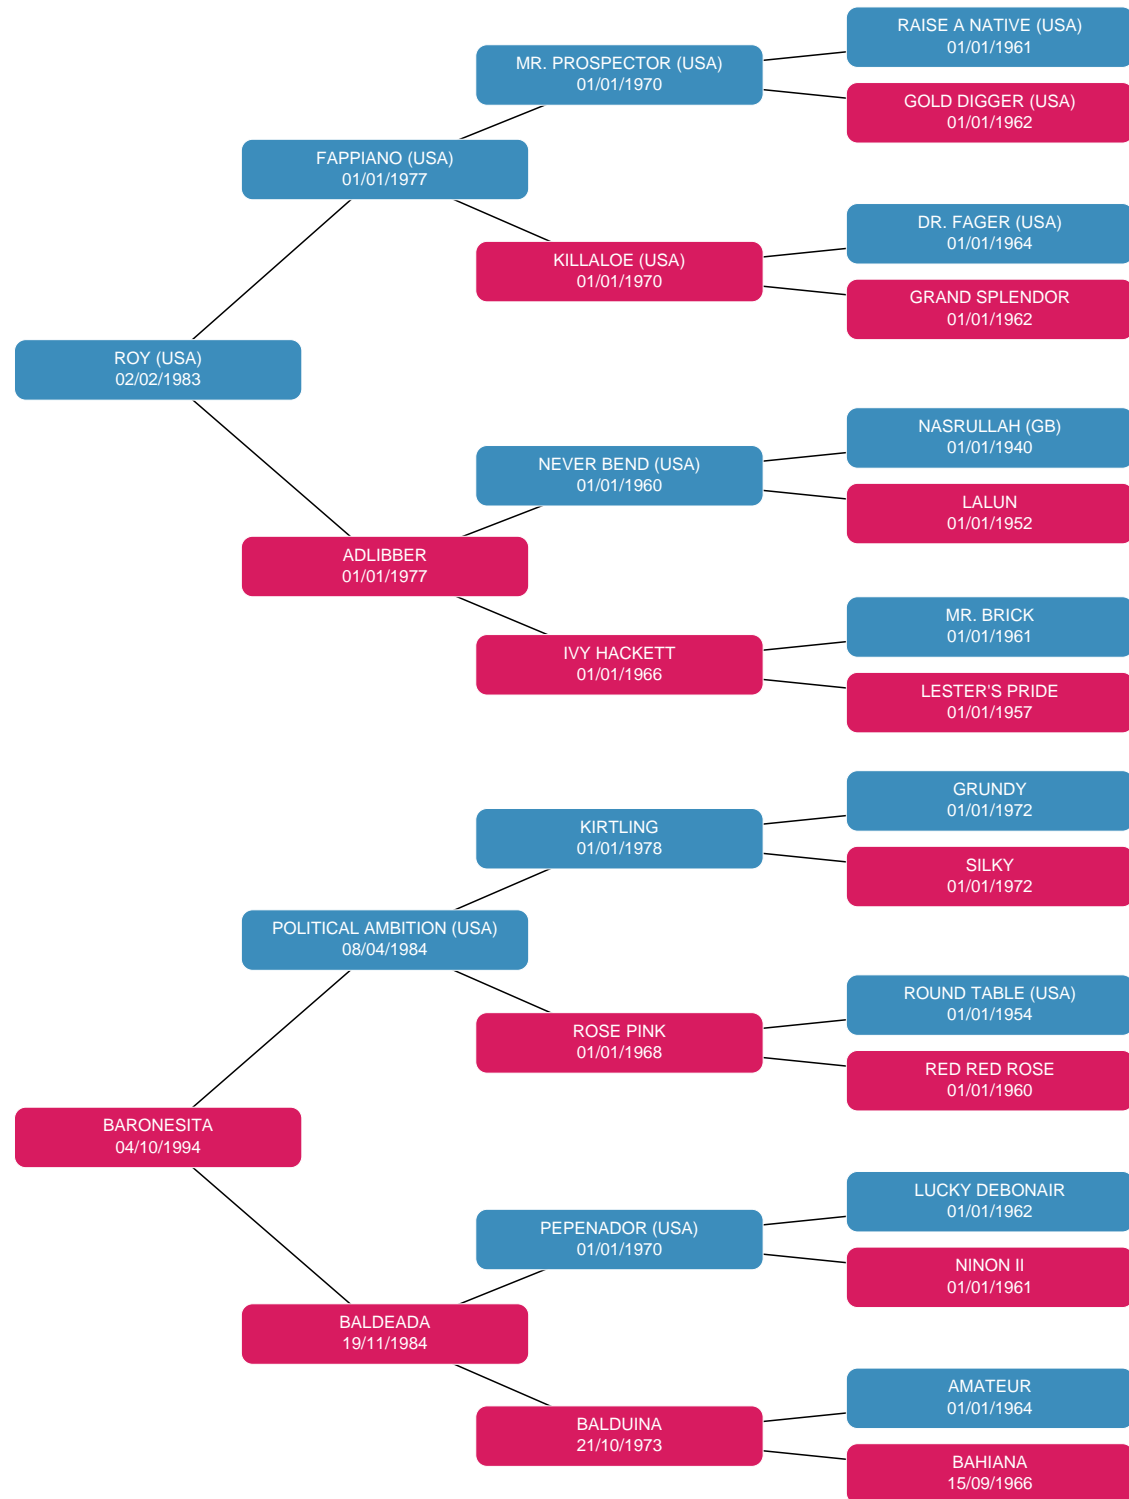 RAISE A NATIVE (USA)
01/01/1961
MR. PROSPECTOR (USA)
01/01/1970
GOLD DIGGER (USA)
01/01/1962
FAPPIANO (USA)
01/01/1977
DR. FAGER (USA)
01/01/1964
KILLALOE (USA)
01/01/1970
GRAND SPLENDOR
01/01/1962
ROY (USA)
02/02/1983
NASRULLAH (GB)
01/01/1940
NEVER BEND (USA)
01/01/1960
LALUN
01/01/1952
ADLIBBER
01/01/1977
MR. BRICK
01/01/1961
IVY HACKETT
01/01/1966
LESTER'S PRIDE
01/01/1957
GRUNDY
01/01/1972
KIRTLING
01/01/1978
SILKY
01/01/1972
POLITICAL AMBITION (USA)
08/04/1984
ROUND TABLE (USA)
01/01/1954
ROSE PINK
01/01/1968
RED RED ROSE
01/01/1960
BARONESITA
04/10/1994
LUCKY DEBONAIR
01/01/1962
PEPENADOR (USA)
01/01/1970
NINON II
01/01/1961
BALDEADA
19/11/1984
AMATEUR
01/01/1964
BALDUINA
21/10/1973
BAHIANA
15/09/1966